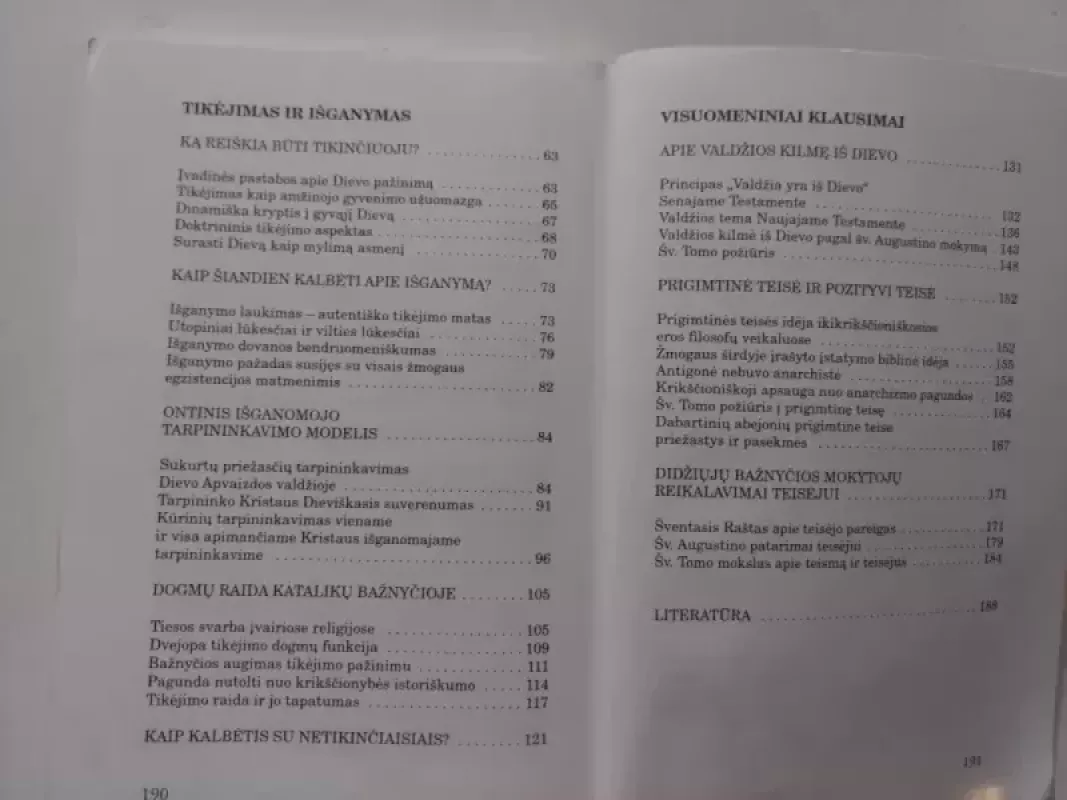 TIKĖJIMAS IR IŠGANYMAS
KĄ REIŠKIA BŪTI TIKINČIUOJU? ............... 63
Įvadinės pastabos apie Dievo pažinimą ............... 63
Tikėjimas kaip amžinojo gyvenimo užuomazga ......... 65
Dinamiška kryptis į gyvąjį Dievą .................... 67
Doktrininis tikėjimo aspektas ...................... 68
Surasti Dievą kaip mylimą asmenį .................. 70
KAIP ŠIANDIEN KALBĖTI APIE IŠGANYMĄ? ..... 73
Išganymo laukimas – autentiško tikėjimo matas ..... 73
Utopiniai lūkesčiai ir vilties lūkesčiai ............... 76
Išganymo dovanos bendruomeniškumas ............. 79
Išganymo pažadas susijęs su visais žmogaus
egzistencijos matmenimis ......................... 82
ONTINIS IŠGANOMOJO
TARPININKAVIMO MODELIS .................... 84
Sukurtų priežasčių tarpininkavimas
Dievo Apvaizdos valdžioje ......................... 84
Tarpininko Kristaus Dieviškasis suverenumas ....... 91
Kūrinių tarpininkavimas viename
ir visa apimančiame Kristaus išganomajame
tarpininkavime ................................. 96
DOGMŲ RAIDA KATALIKŲ BAŽNYČIOJE ........ 105
Tiesos svarba įvairiose religijose .................. 105
Dvejopa tikėjimo dogmų funkcija .................. 109
Bažnyčios augimas tikėjimo pažinimu .............. 111
Pagunda nutolti nuo krikščionybės istoriškumo ..... 114
Tikėjimo raida ir jo tapatumas .................... 117
KAIP KALBĖTIS SU NETIKINČIAISIAIS? ........ 121
190
VISUOMENINIAI KLAUSIMAI
APIE VALDŽIOS KILMĘ IŠ DIEVO ............. 131
Principas „Valdžia yra iš Dievo“
Senajame Testamente ........................... 132
Valdžios tema Naujajame Testamente .............. 136
Valdžios kilmė iš Dievo pagal šv. Augustino mokymą . 143
Šv. Tomo požiūris ............................... 148
PRIGIMTINĖ TEISĖ IR POZITYVI TEISĖ ........ 152
Prigimtinės teisės idėja ikikrikščioniškosios
eros filosofų veikaluose ......................... 152
Žmogaus širdyje įrašyto įstatymo biblinė idėja ...... 155
Antigonė nebuvo anarchistė ...................... 158
Krikščioniškoji apsauga nuo anarchizmo pagundos . 162
Šv. Tomo požiūris į prigimtinę teisę ............... 164
Dabartinių abejonių prigimtine teise
priežastys ir pasekmės .......................... 167
DIDŽIŲJŲ BAŽNYČIOS MOKYTOJŲ
REIKALAVIMAI TEISĖJUI .................... 171
Šventasis Raštas apie teisėjo pareigas ............. 171
Šv. Augustino patarimai teisėjui .................. 179
Šv. Tomo mokslas apie teismą ir teisėjus ........... 184
LITERATŪRA ................................. 188
191